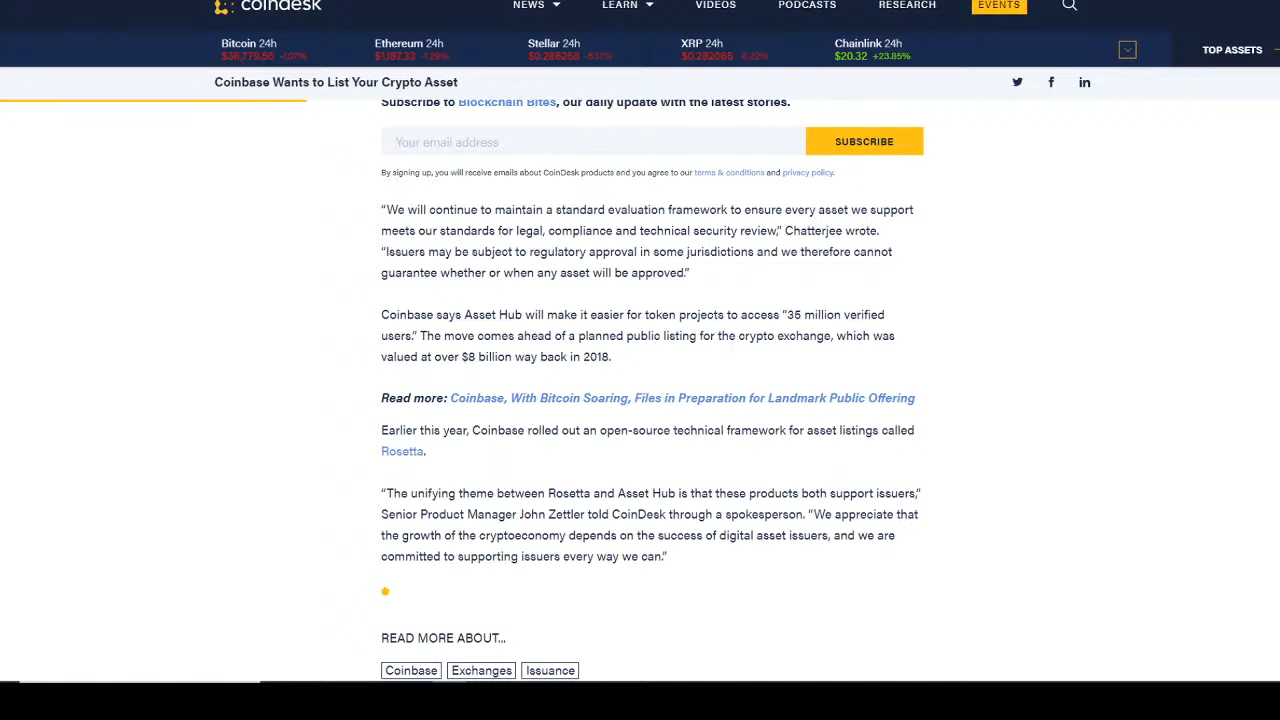 coindesk
NEWS LEARN VIDEOS PODCASTS RESEARCH EVENTS
Bitcoin 24h Ethereum 24h Stellar 24h XRP 24h Chainlink 24h
$36,779.56 -7.07% $1,187.33 -1.29% $0.286268 -5.17% $0.282065 -6.22% $20.32 +23.85%
TOP ASSETS
Coinbase Wants to List Your Crypto Asset
Subscribe to Blockchain Bites, our daily update with the latest stories.
Your email address SUBSCRIBE
By signing up, you will receive emails about CoinDesk products and you agree to our terms & conditions and privacy policy.
“We will continue to maintain a standard evaluation framework to ensure every asset we support
meets our standards for legal, compliance and technical security review,” Chatterjee wrote.
“Issuers may be subject to regulatory approval in some jurisdictions and we therefore cannot
guarantee whether or when any asset will be approved.”
Coinbase says Asset Hub will make it easier for token projects to access “35 million verified
users.” The move comes ahead of a planned public listing for the crypto exchange, which was
valued at over $8 billion way back in 2018.
Read more: Coinbase, With Bitcoin Soaring, Files in Preparation for Landmark Public Offering
Earlier this year, Coinbase rolled out an open-source technical framework for asset listings called
Rosetta.
“The unifying theme between Rosetta and Asset Hub is that these products both support issuers,”
Senior Product Manager John Zettler told CoinDesk through a spokesperson. “We appreciate that
the growth of the cryptoeconomy depends on the success of digital asset issuers, and we are
committed to supporting issuers every way we can.”
READ MORE ABOUT...
Coinbase Exchanges Issuance